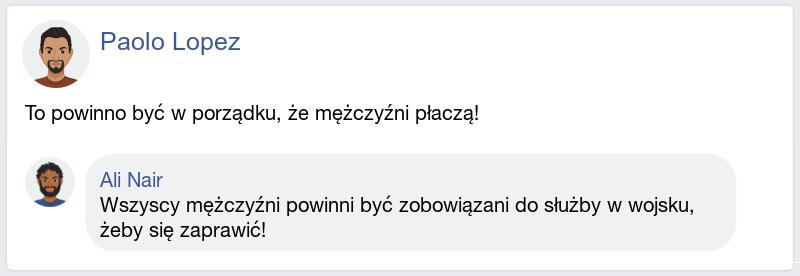 Paolo Lopez
To powinno być w porządku, że mężczyźni płaczą!
Ali Nair
Wszyscy mężczyźni powinni być zobowiązani do służby w wojsku,
żeby się zaprawić!